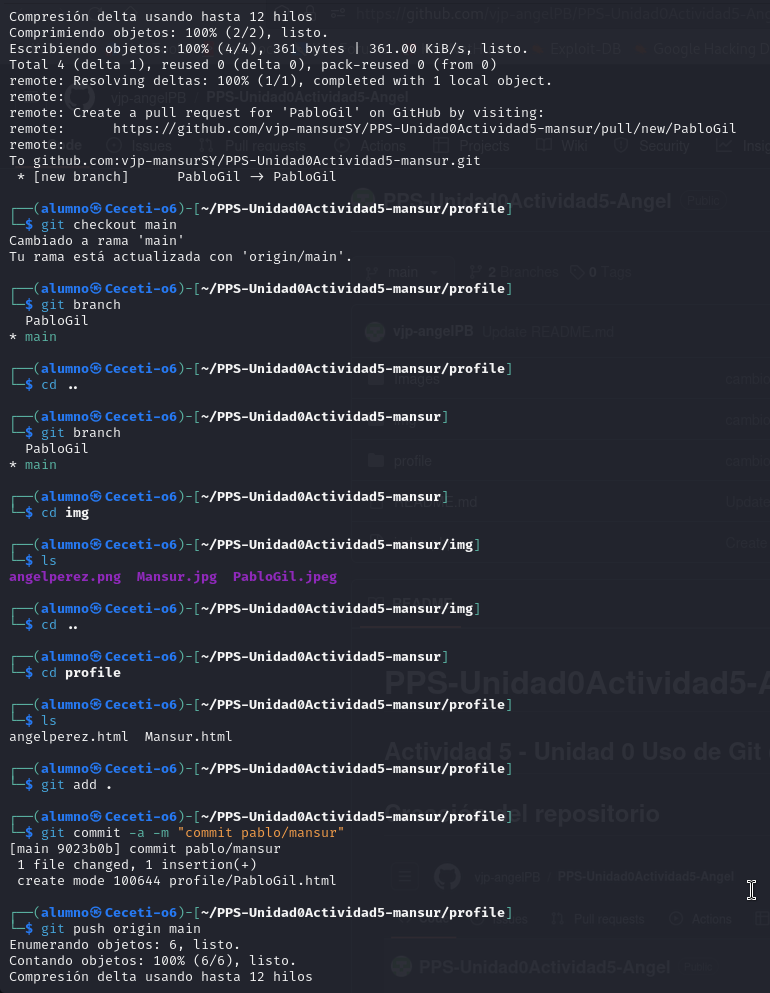 Compresión delta usando hasta 12 hilos
Comprimiendo objetos: 100% (2/2), listo.
Escribiendo objetos: 100% (4/4), 361 bytes | 361.00 KiB/s, listo.
Total 4 (delta 1), reused 0 (delta 0), pack-reused 0 (from 0)
remote: Resolving deltas: 100% (1/1), completed with 1 local object.
remote:
remote: Create a pull request for 'PabloGil' on GitHub by visiting:
remote:      https://github.com/vjp-mansurSY/PPS-Unidad0Actividad5-mansur/pull/new/PabloGil
remote:
To github.com:vjp-mansurSY/PPS-Unidad0Actividad5-mansur.git
 * [new branch]      PabloGil → PabloGil
┌──(alumno㉿Ceceti-o6)-[~/PPS-Unidad0Actividad5-mansur/profile]
└─$ git checkout main
Cambiado a rama 'main'
Tu rama está actualizada con 'origin/main'.
┌──(alumno㉿Ceceti-o6)-[~/PPS-Unidad0Actividad5-mansur/profile]
└─$ git branch
  PabloGil
* main
┌──(alumno㉿Ceceti-o6)-[~/PPS-Unidad0Actividad5-mansur/profile]
└─$ cd ..
┌──(alumno㉿Ceceti-o6)-[~/PPS-Unidad0Actividad5-mansur]
└─$ git branch
  PabloGil
* main
┌──(alumno㉿Ceceti-o6)-[~/PPS-Unidad0Actividad5-mansur]
└─$ cd img
┌──(alumno㉿Ceceti-o6)-[~/PPS-Unidad0Actividad5-mansur/img]
└─$ ls
angelperez.png  Mansur.jpg  PabloGil.jpeg
┌──(alumno㉿Ceceti-o6)-[~/PPS-Unidad0Actividad5-mansur/img]
└─$ cd ..
┌──(alumno㉿Ceceti-o6)-[~/PPS-Unidad0Actividad5-mansur]
└─$ cd profile
┌──(alumno㉿Ceceti-o6)-[~/PPS-Unidad0Actividad5-mansur/profile]
└─$ ls
angelperez.html  Mansur.html
┌──(alumno㉿Ceceti-o6)-[~/PPS-Unidad0Actividad5-mansur/profile]
└─$ git add .
┌──(alumno㉿Ceceti-o6)-[~/PPS-Unidad0Actividad5-mansur/profile]
└─$ git commit -a -m "commit pablo/mansur"
[main 9023b0b] commit pablo/mansur
 1 file changed, 1 insertion(+)
 create mode 100644 profile/PabloGil.html
┌──(alumno㉿Ceceti-o6)-[~/PPS-Unidad0Actividad5-mansur/profile]
└─$ git push origin main
Enumerando objetos: 6, listo.
Contando objetos: 100% (6/6), listo.
Compresión delta usando hasta 12 hilos